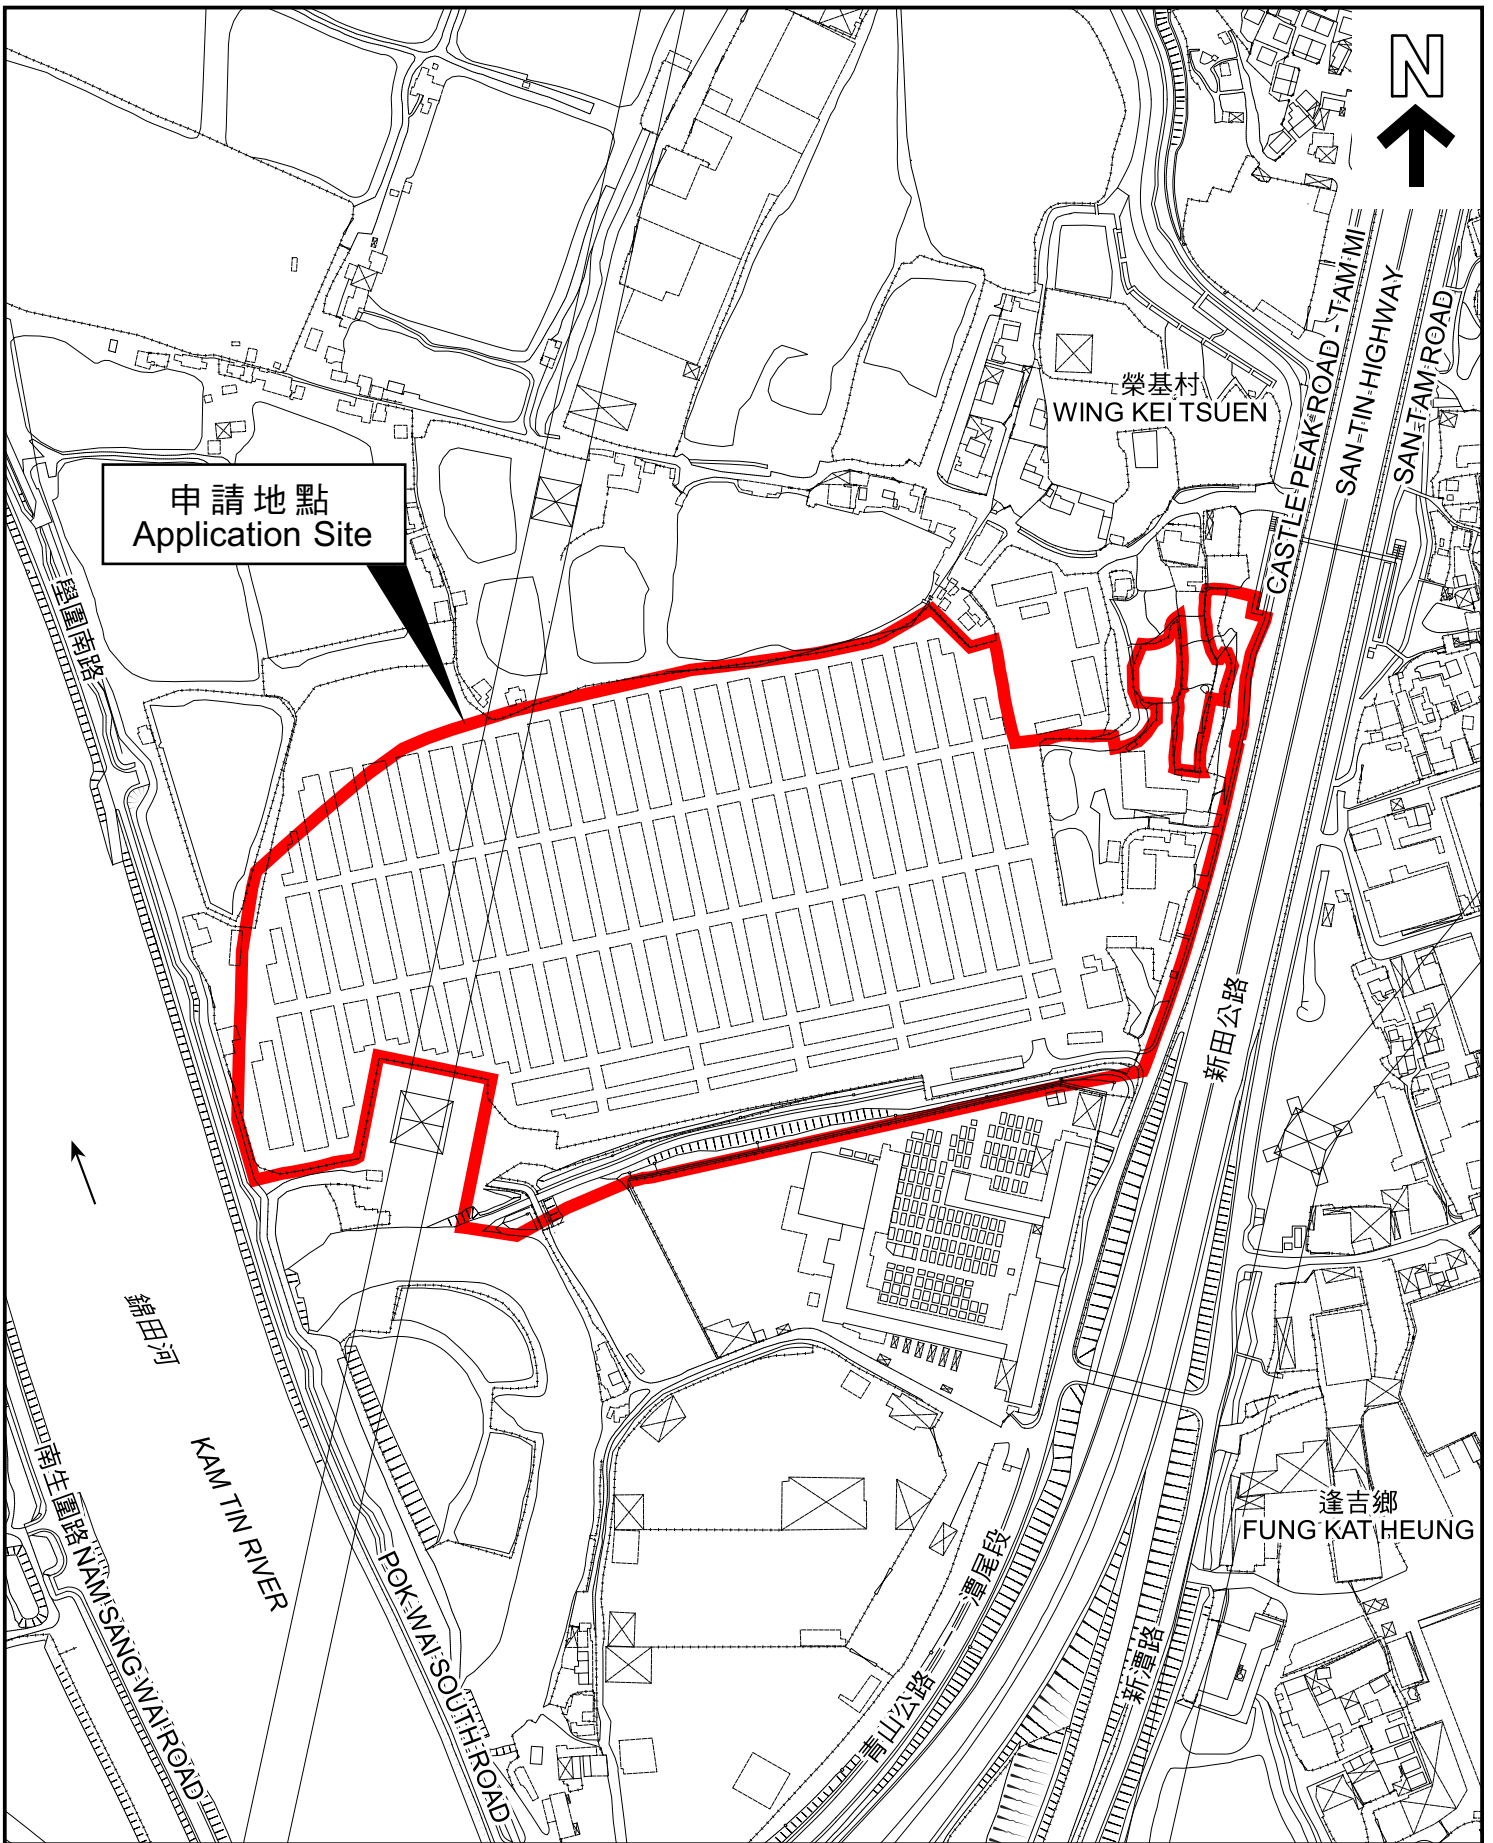 N
榮基村
WING KEI TSUEN
CASTLE PEAK ROAD - TAM MI
SAN TIN HIGHWAY
SAN TAM ROAD
申請地點
Application Site
壆圍南路
新田公路
錦田河
KAM TIN RIVER
南生圍路 NAM SANG WAI ROAD
POK WAI SOUTH ROAD
逢吉鄉
FUNG KAT HEUNG
青山公路 - 潭尾段
新潭路